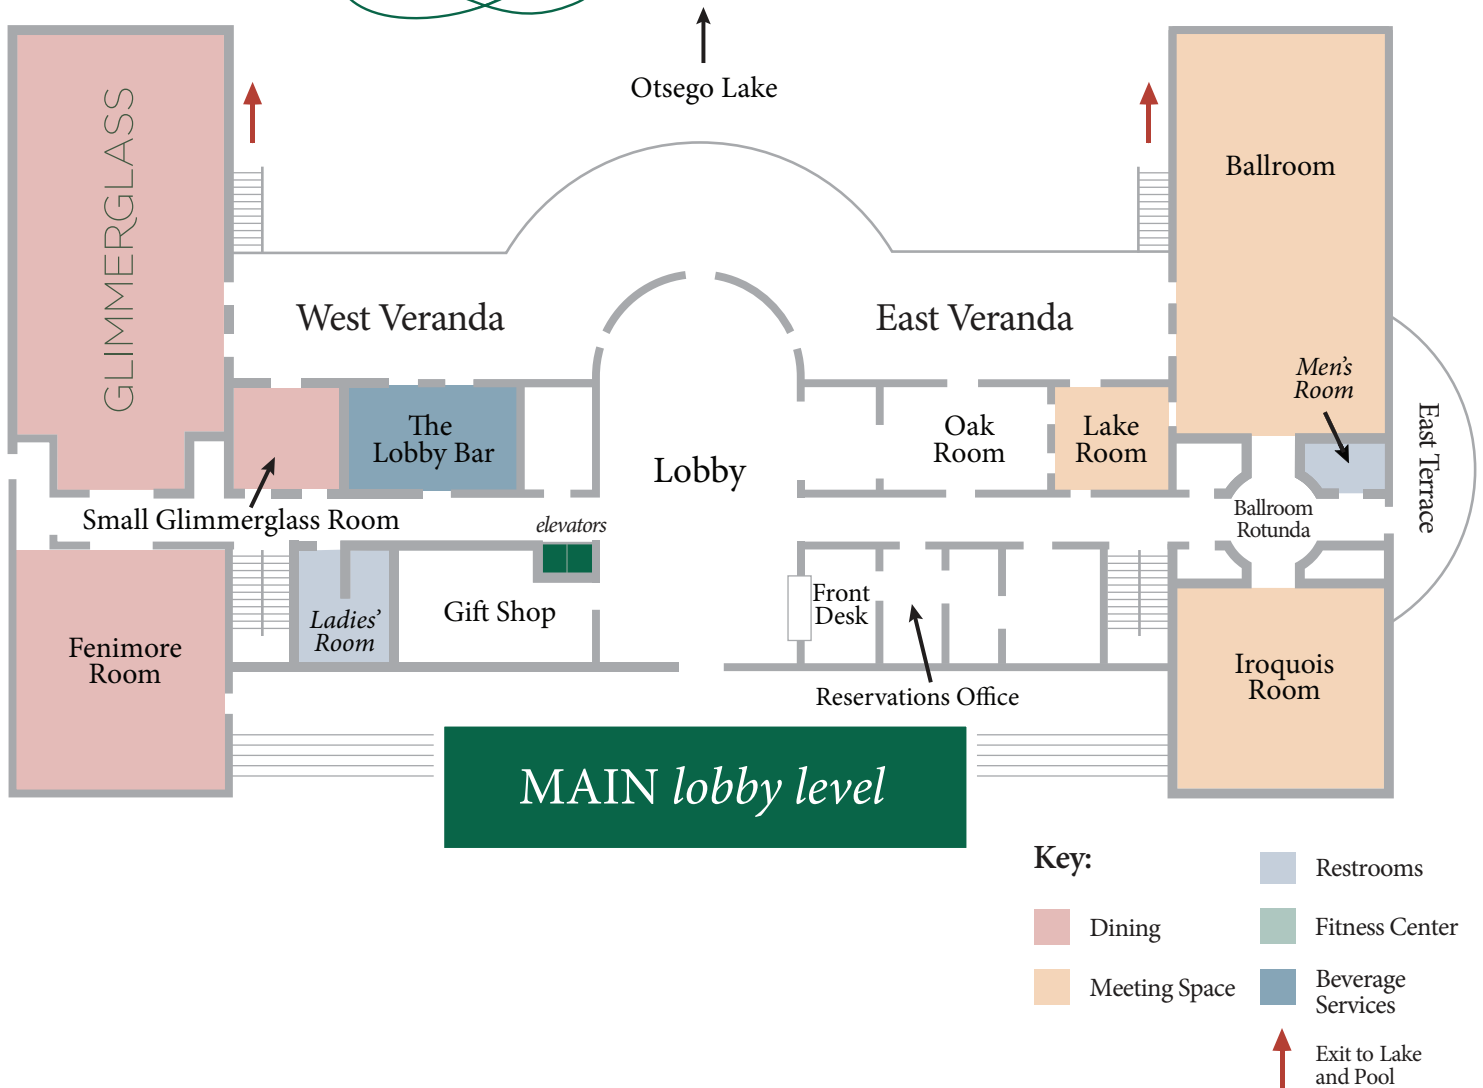 Otsego Lake
GLIMMERGLASS
Ballroom
West Veranda
East Veranda
Men's
Room
The
Lobby Bar
Oak
Room
Lake
Room
East Terrace
Lobby
Small Glimmerglass Room
elevators
Ballroom
Rotunda
Front
Desk
Gift Shop
Ladies'
Room
Fenimore
Room
Iroquois
Room
Reservations Office
MAIN lobby level
Key:
Dining
Meeting Space
Restrooms
Fitness Center
Beverage
Services
Exit to Lake
and Pool